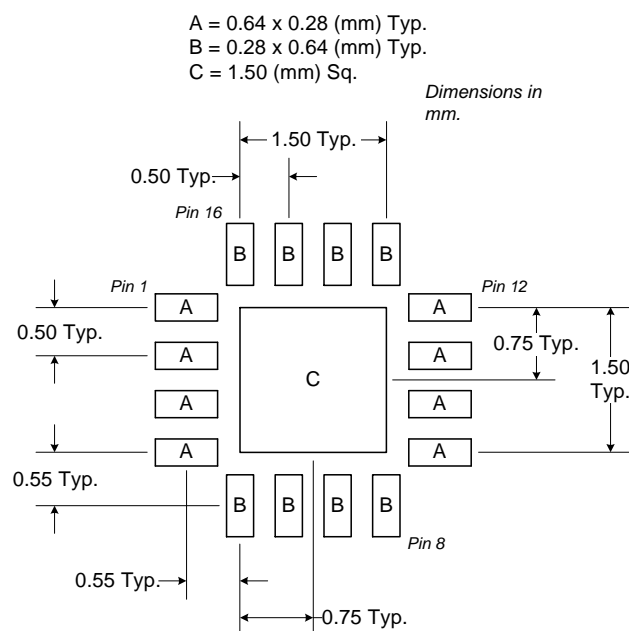 A = 0.64 x 0.28 (mm) Typ.
B = 0.28 x 0.64 (mm) Typ.
C = 1.50 (mm) Sq.
Dimensions in
mm.
1.50 Typ.
0.50 Typ.
Pin 16
B B B B
Pin 1
A
A
Pin 12
0.50 Typ.
0.75 Typ.
A
A
1.50
Typ.
C
A
A
A
A
0.55 Typ.
B B B B
Pin 8
0.55 Typ.
0.75 Typ.